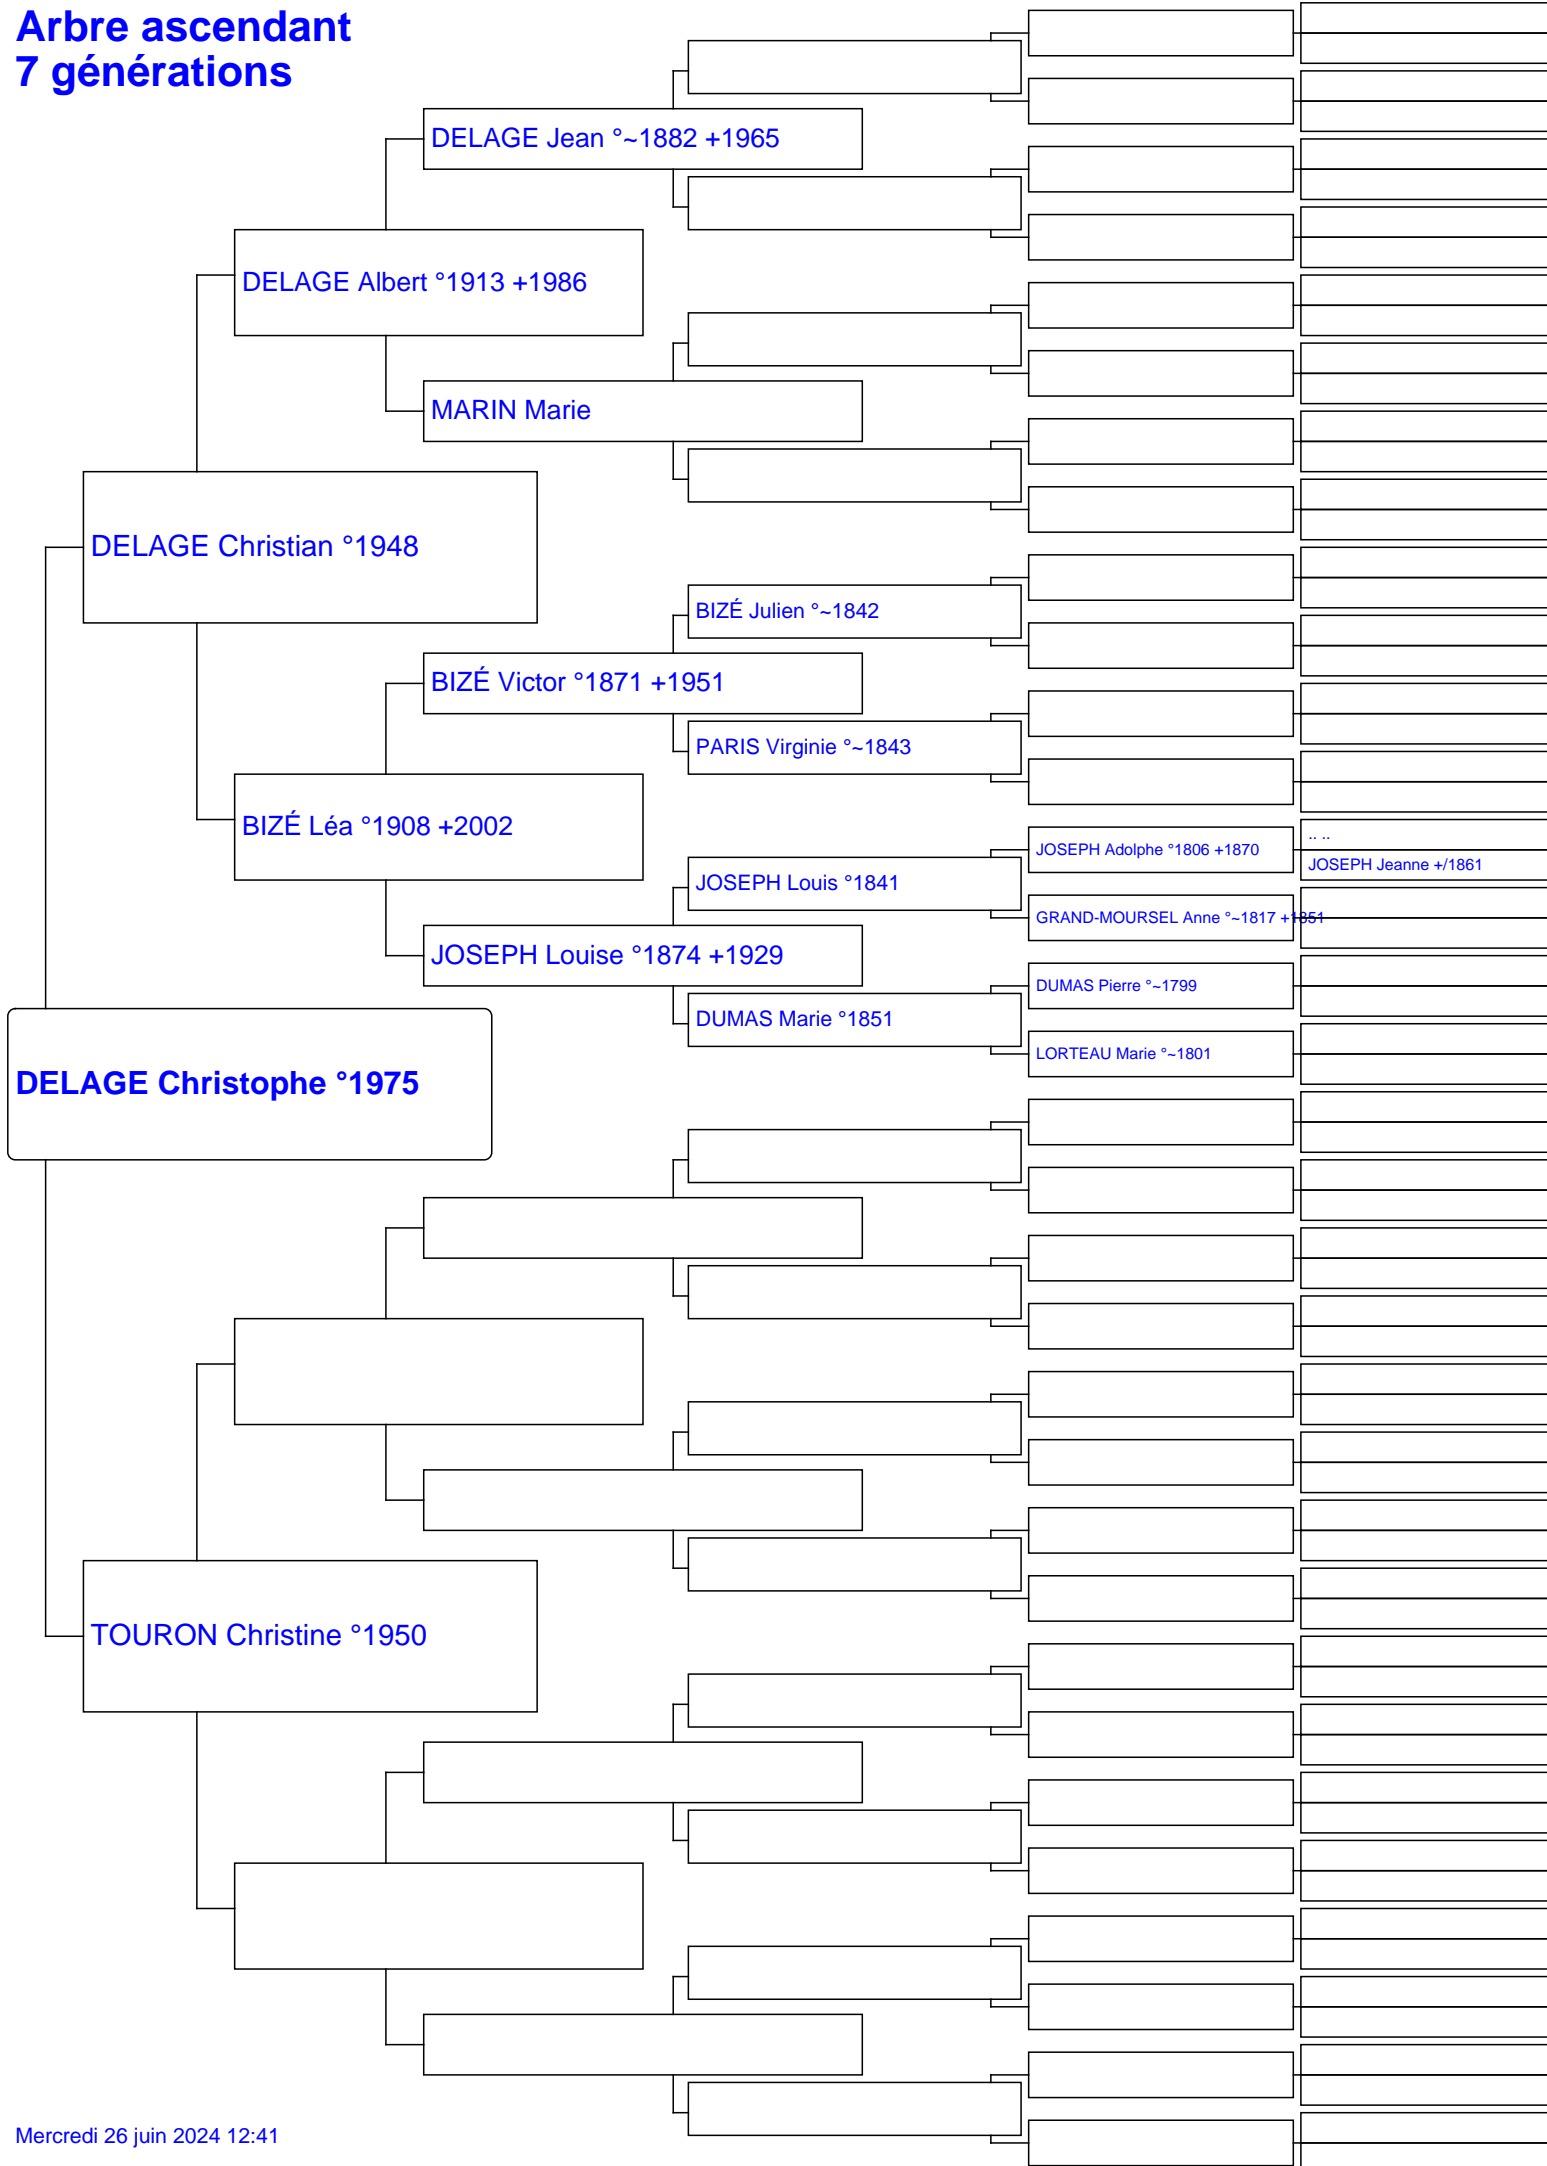 Arbre ascendant
7 générations
DELAGE Jean °~1882 +1965
DELAGE Albert °1913 +1986
MARIN Marie
DELAGE Christian °1948
BIZÉ Julien °~1842
BIZÉ Victor °1871 +1951
PARIS Virginie °~1843
BIZÉ Léa °1908 +2002
.. ..
JOSEPH Adolphe °1806 +1870
JOSEPH Jeanne +/1861
JOSEPH Louis °1841
GRAND-MOURSEL Anne °~1817 +1851
JOSEPH Louise °1874 +1929
DUMAS Pierre °~1799
DUMAS Marie °1851
LORTEAU Marie °~1801
DELAGE Christophe °1975
TOURON Christine °1950
Mercredi 26 juin 2024 12:41